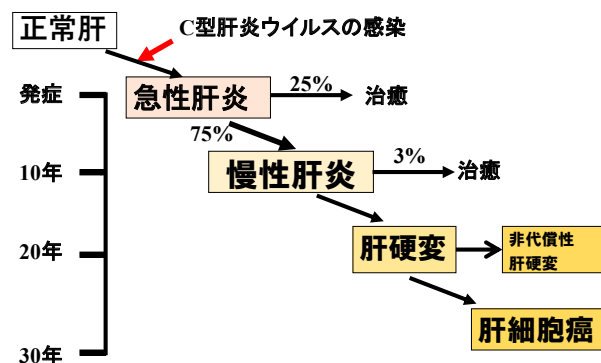 正常肝
C型肝炎ウイルスの感染
発症
急性肝炎
25%
治癒
75%
10年
慢性肝炎
3%
治癒
20年
肝硬変
非代償性
肝硬変
肝細胞癌
30年